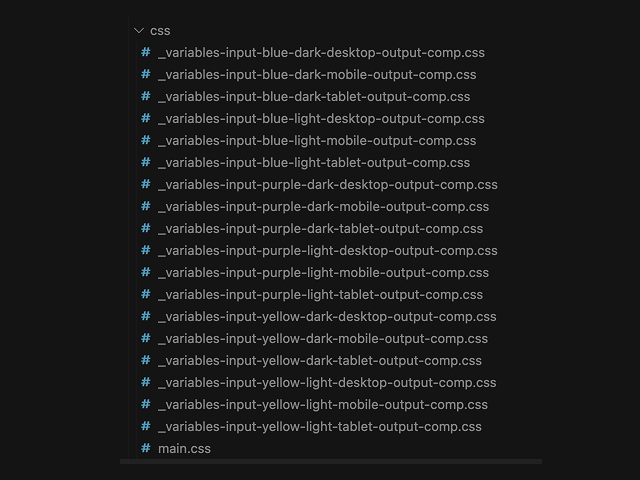 css
# _variables-input-blue-dark-desktop-output-comp.css
# _variables-input-blue-dark-mobile-output-comp.css
# _variables-input-blue-dark-tablet-output-comp.css
# _variables-input-blue-light-desktop-output-comp.css
# _variables-input-blue-light-mobile-output-comp.css
# _variables-input-blue-light-tablet-output-comp.css
# _variables-input-purple-dark-desktop-output-comp.css
# _variables-input-purple-dark-mobile-output-comp.css
# _variables-input-purple-dark-tablet-output-comp.css
# _variables-input-purple-light-desktop-output-comp.css
# _variables-input-purple-light-mobile-output-comp.css
# _variables-input-purple-light-tablet-output-comp.css
# _variables-input-yellow-dark-desktop-output-comp.css
# _variables-input-yellow-dark-mobile-output-comp.css
# _variables-input-yellow-dark-tablet-output-comp.css
# _variables-input-yellow-light-desktop-output-comp.css
# _variables-input-yellow-light-mobile-output-comp.css
# _variables-input-yellow-light-tablet-output-comp.css
# main.css